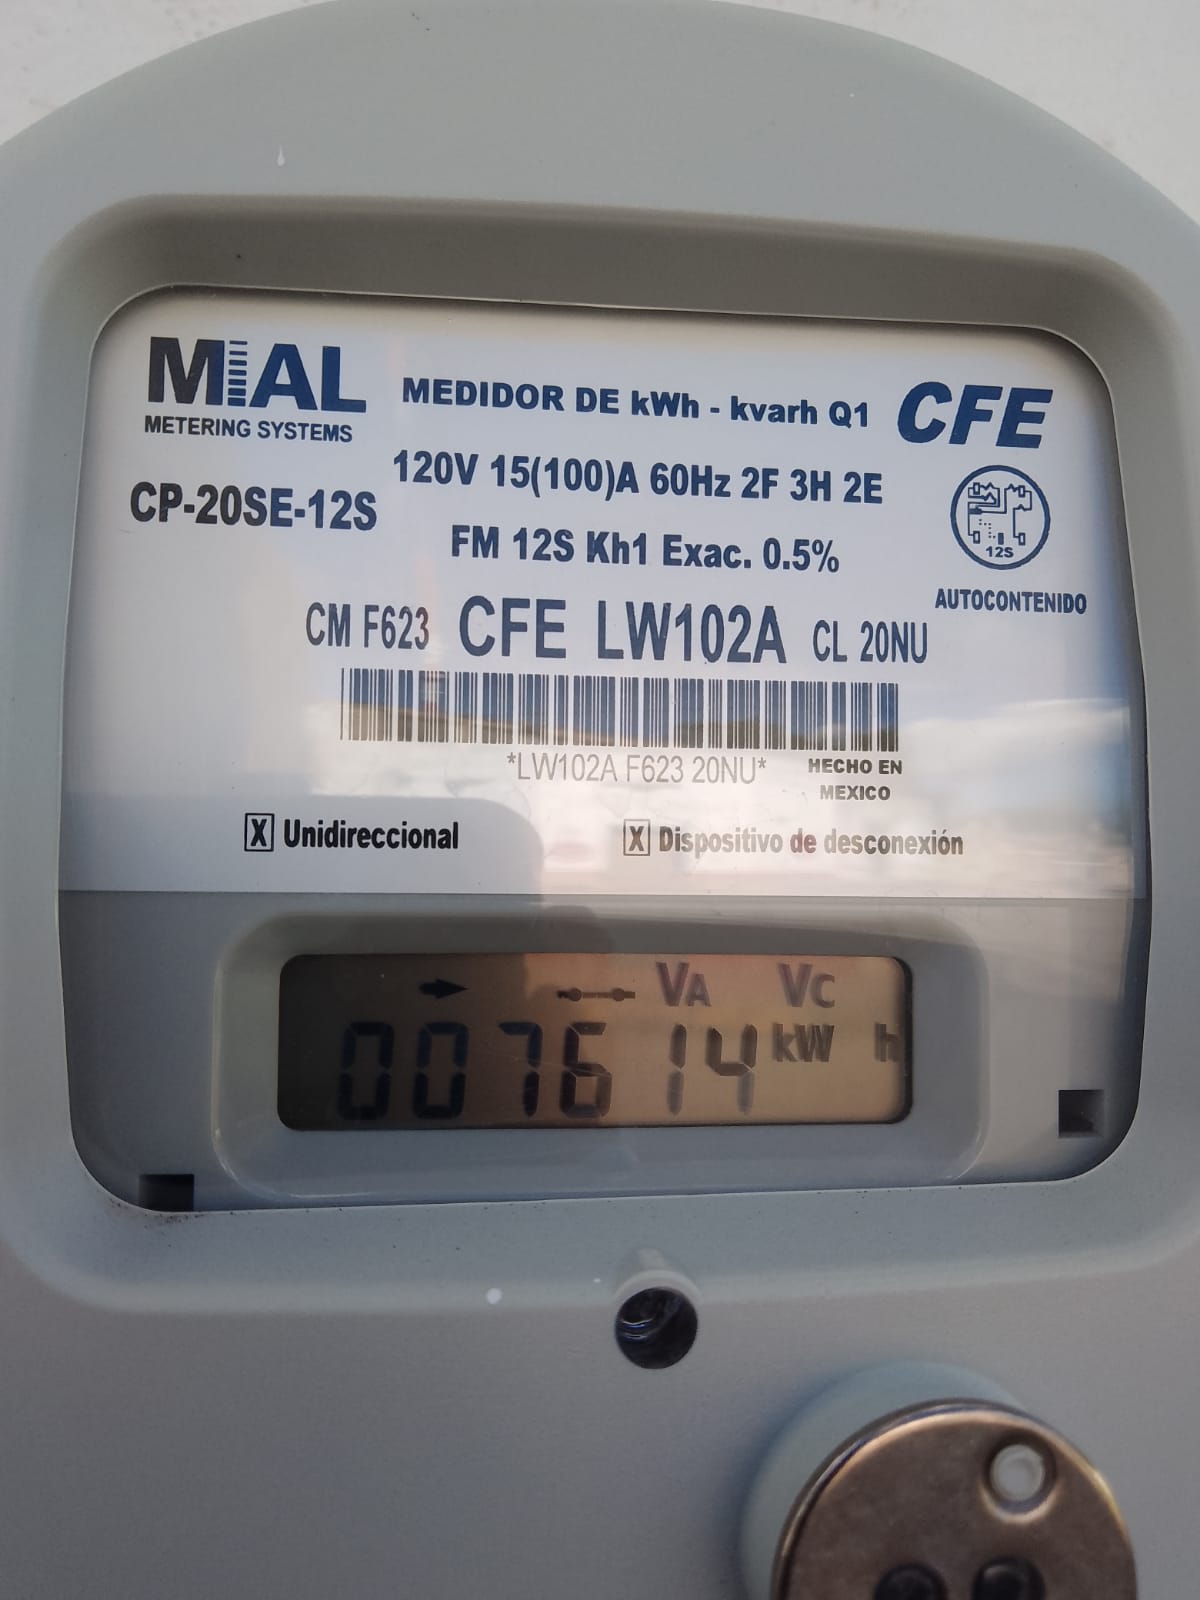 MIAL
METERING SYSTEMS
MEDIDOR DE kWh - kvarh Q1
CFE
CP-20SE-12S
120V 15(100)A 60Hz 2F 3H 2E
FM 12S Kh1 Exac. 0.5%
12S
AUTOCONTENIDO
CM F623 CFE LW102A CL 20NU
*LW102A F623 20NU*
HECHO EN
MEXICO
X Unidireccional
X Dispositivo de desconexión
VA VC
007614 kW h